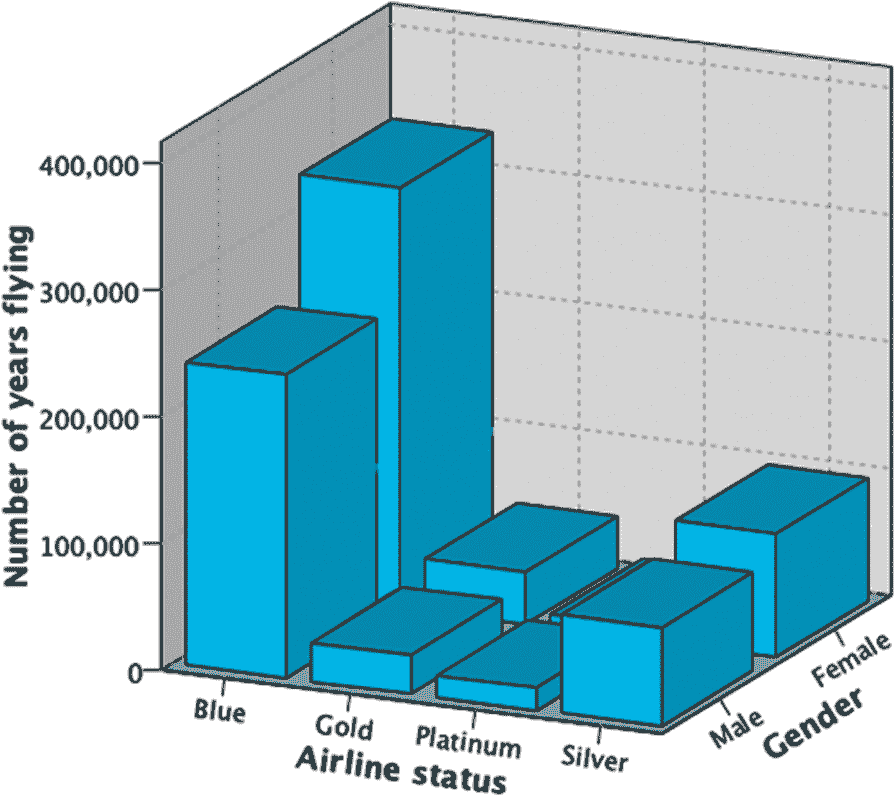 400,000
300,000
200,000
100,000
0
Number of years flying
Blue
Gold
Platinum
Silver
Airline status
Male
Female
Gender